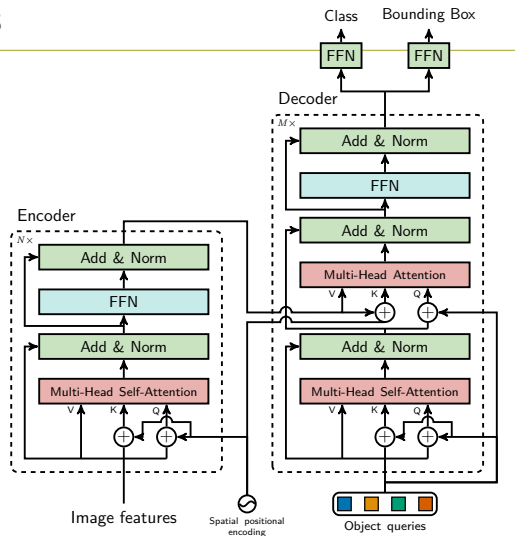 Class
Bounding Box
FFN
FFN
Decoder
M×
Add & Norm
FFN
Add & Norm
Multi-Head Attention
V
K
Q
Add & Norm
Multi-Head Self-Attention
V
K
Q
Encoder
N×
Add & Norm
FFN
Add & Norm
Multi-Head Self-Attention
V
K
Q
Image features
Spatial positional
encoding
Object queries